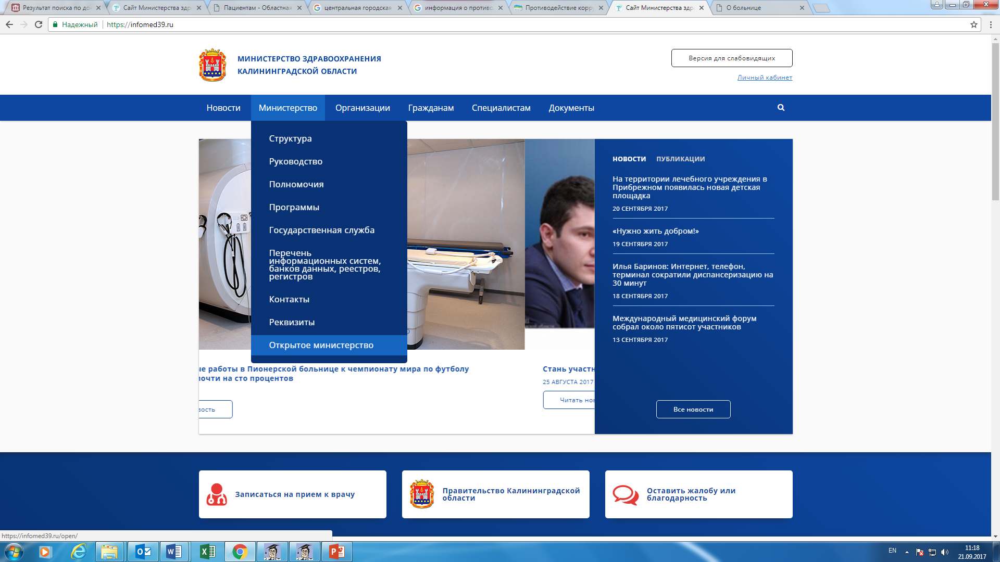 Результат поиска по до
Сайт Министерства здра
Пациентам - Областная
центральная городская
информация о противо
Противодействие корру
Сайт Министерства здра
О больнице
Надежный
https://infomed39.ru
МИНИСТЕРСТВО ЗДРАВООХРАНЕНИЯ
КАЛИНИНГРАДСКОЙ ОБЛАСТИ
Версия для слабовидящих
Личный кабинет
Новости
Министерство
Организации
Гражданам
Специалистам
Документы
Структура
Руководство
Полномочия
Программы
Государственная служба
Перечень
информационных систем,
банков данных, реестров,
регистров
Контакты
Реквизиты
Открытое министерство
ые работы в Пионерской больнице к чемпионату мира по футболу
почти на сто процентов
вость
Стань участн
25 АВГУСТА 2017
Читать нов
НОВОСТИ
ПУБЛИКАЦИИ
На территории лечебного учреждения в
Прибрежном появилась новая детская
площадка
20 СЕНТЯБРЯ 2017
«Нужно жить добром!»
19 СЕНТЯБРЯ 2017
Илья Баринов: Интернет, телефон,
терминал сократили диспансеризацию на
30 минут
18 СЕНТЯБРЯ 2017
Международный медицинский форум
собрал около пятисот участников
13 СЕНТЯБРЯ 2017
Все новости
Записаться на прием к врачу
Правительство Калининградской
области
Оставить жалобу или
благодарность
https://infomed39.ru/open/
EN
11:18
21.09.2017